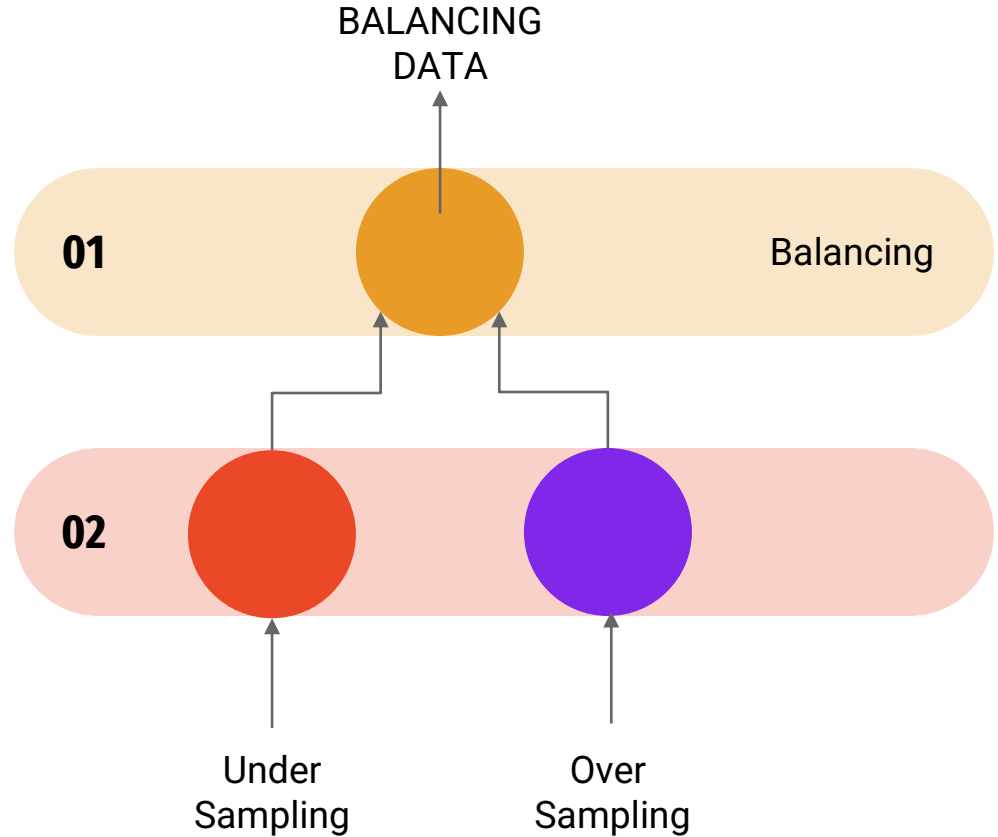 BALANCING
DATA
01
Balancing
02
Under
Sampling
Over
Sampling